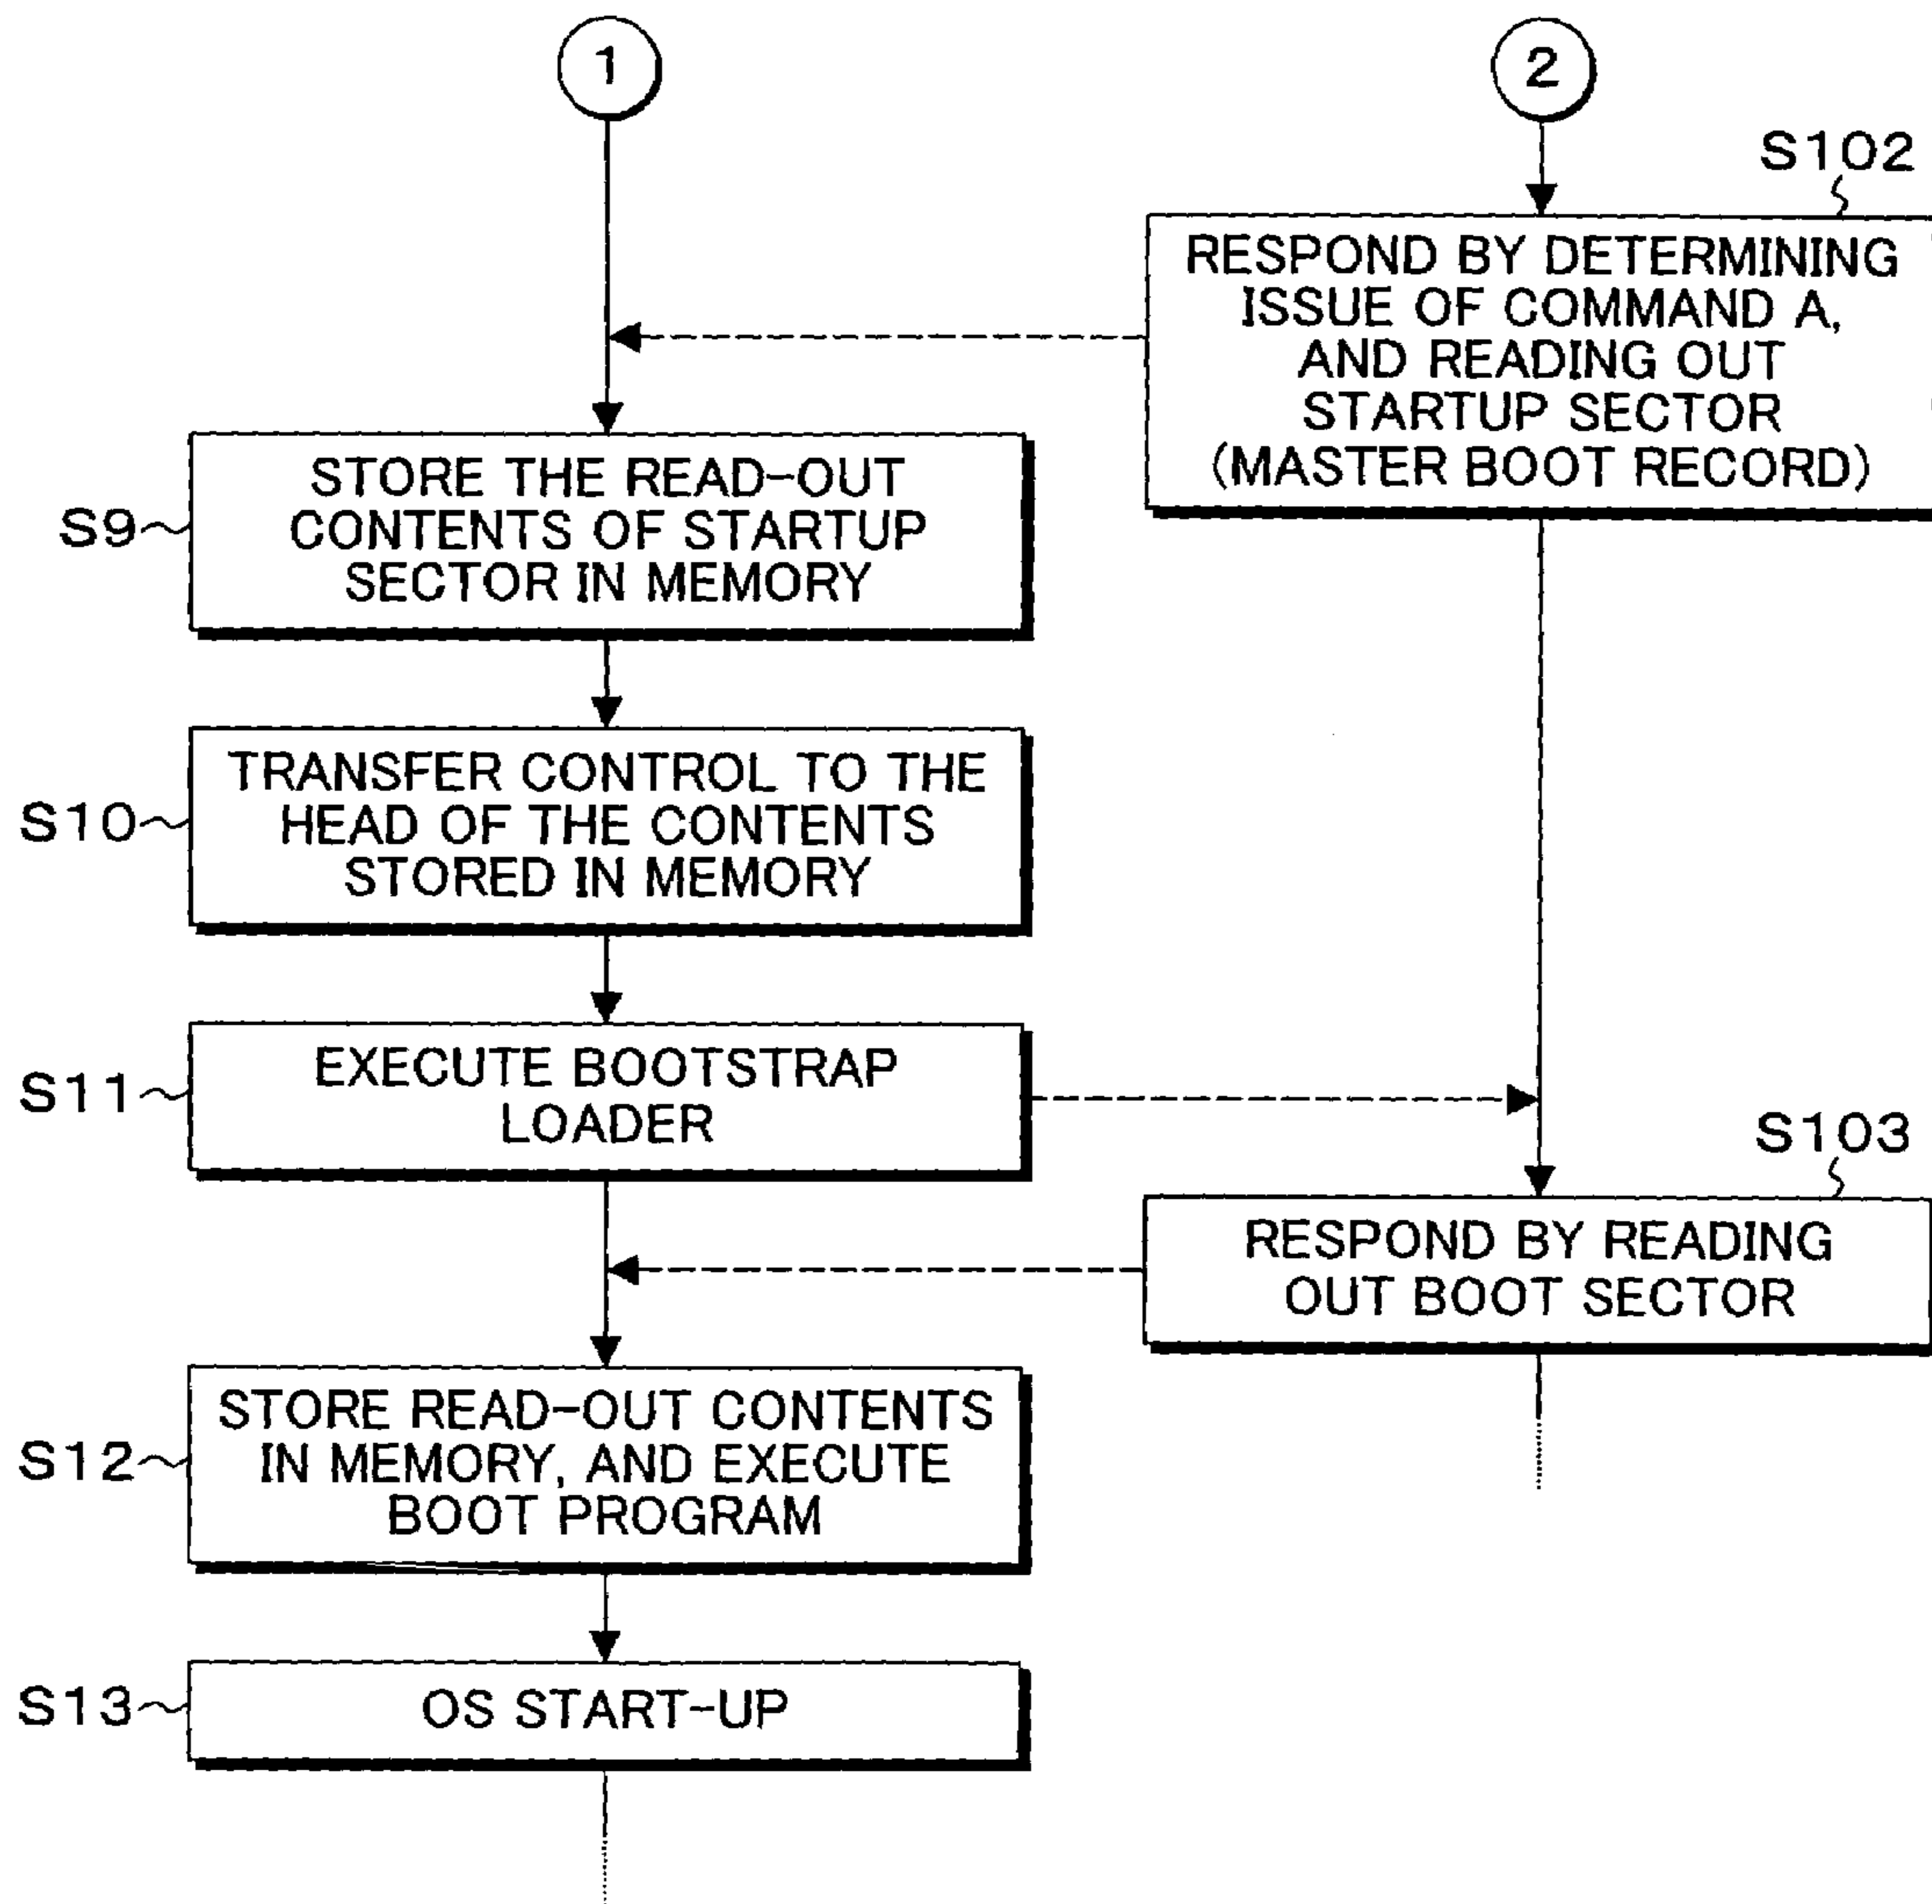 1
2
S102
RESPOND BY DETERMINING
ISSUE OF COMMAND A,
AND READING OUT
STARTUP SECTOR
(MASTER BOOT RECORD)
S9
STORE THE READ-OUT
CONTENTS OF STARTUP
SECTOR IN MEMORY
S10
TRANSFER CONTROL TO THE
HEAD OF THE CONTENTS
STORED IN MEMORY
S11
EXECUTE BOOTSTRAP
LOADER
S103
RESPOND BY READING
OUT BOOT SECTOR
S12
STORE READ-OUT CONTENTS
IN MEMORY, AND EXECUTE
BOOT PROGRAM
S13
OS START-UP